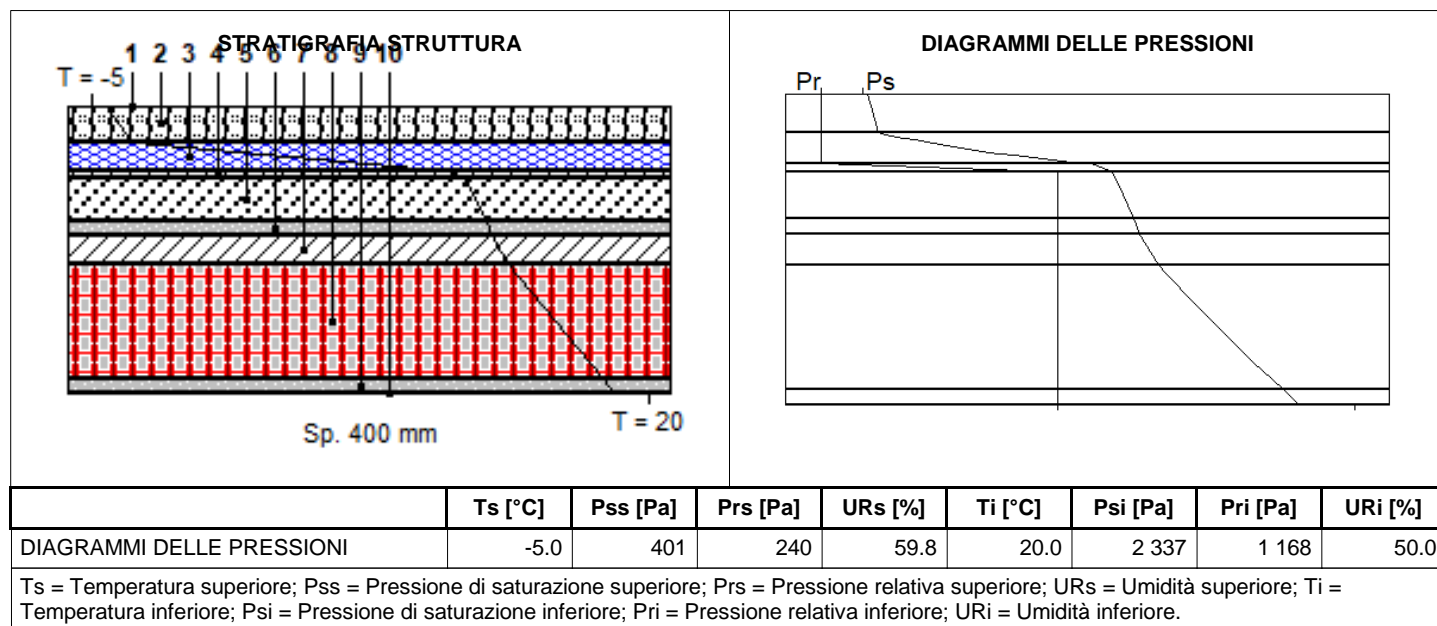 STRATIGRAFIA STRUTTURA
1 2 3 4 5 6 7 8 9 10
T = -5
Sp. 400 mm
T = 20
DIAGRAMMI DELLE PRESSIONI
Pr Ps
Ts [°C] Pss [Pa] Prs [Pa] URs [%] Ti [°C] Psi [Pa] Pri [Pa] URi [%]
DIAGRAMMI DELLE PRESSIONI -5.0 401 240 59.8 20.0 2 337 1 168 50.0
Ts = Temperatura superiore; Pss = Pressione di saturazione superiore; Prs = Pressione relativa superiore; URs = Umidità superiore; Ti =
Temperatura inferiore; Psi = Pressione di saturazione inferiore; Pri = Pressione relativa inferiore; URi = Umidità inferiore.